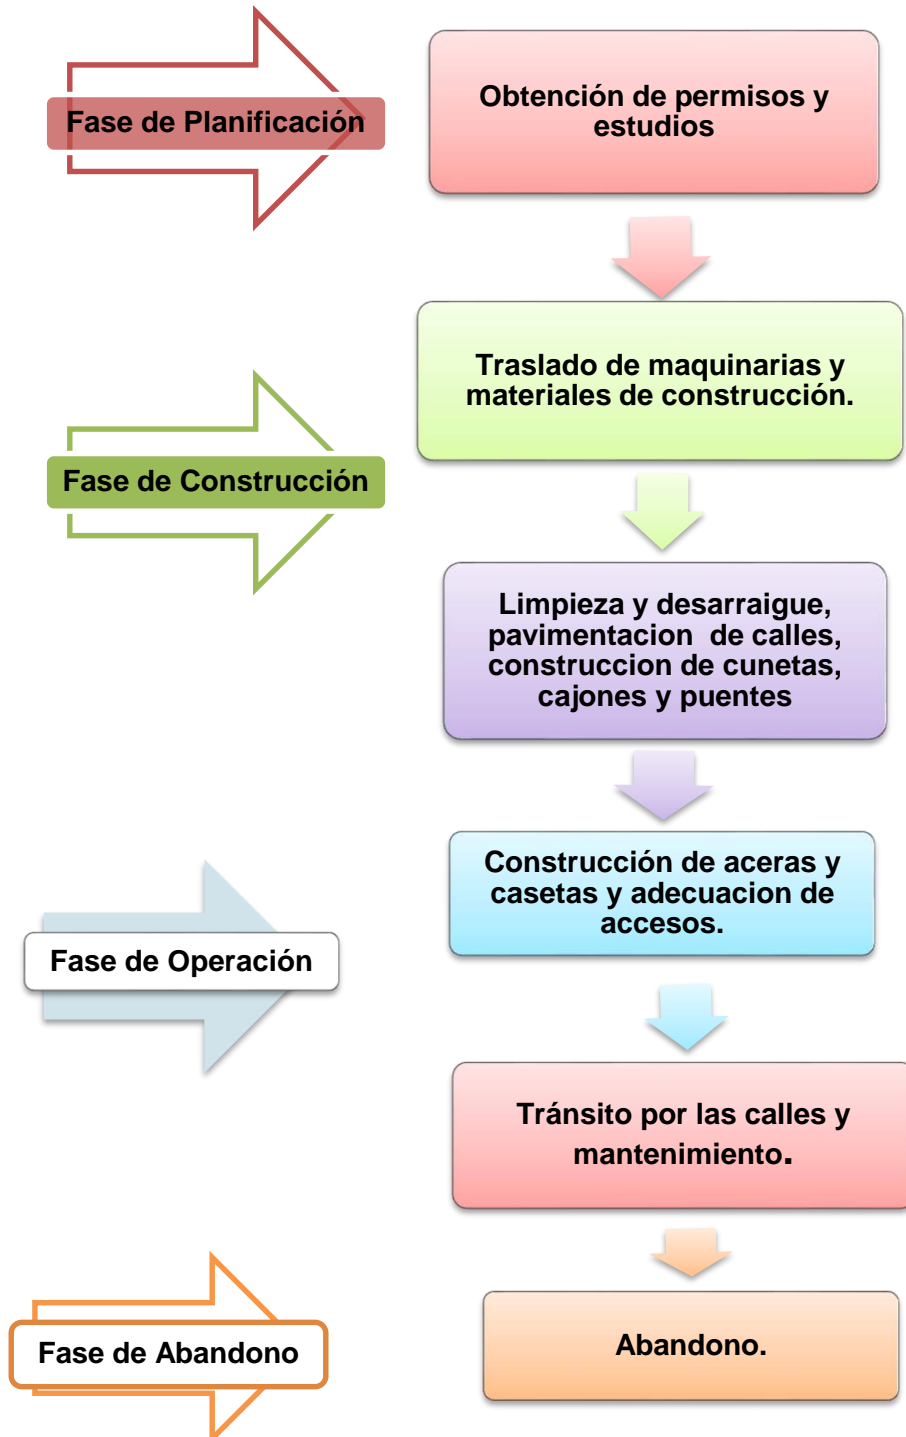 Fase de Planificación
Obtención de permisos y
estudios
Traslado de maquinarias y
materiales de construcción.
Fase de Construcción
Limpieza y desarraigue,
pavimentacion  de calles,
construccion de cunetas,
cajones y puentes
Construcción de aceras y
casetas y adecuacion de
accesos.
Fase de Operación
Tránsito por las calles y
mantenimiento.
Fase de Abandono
Abandono.